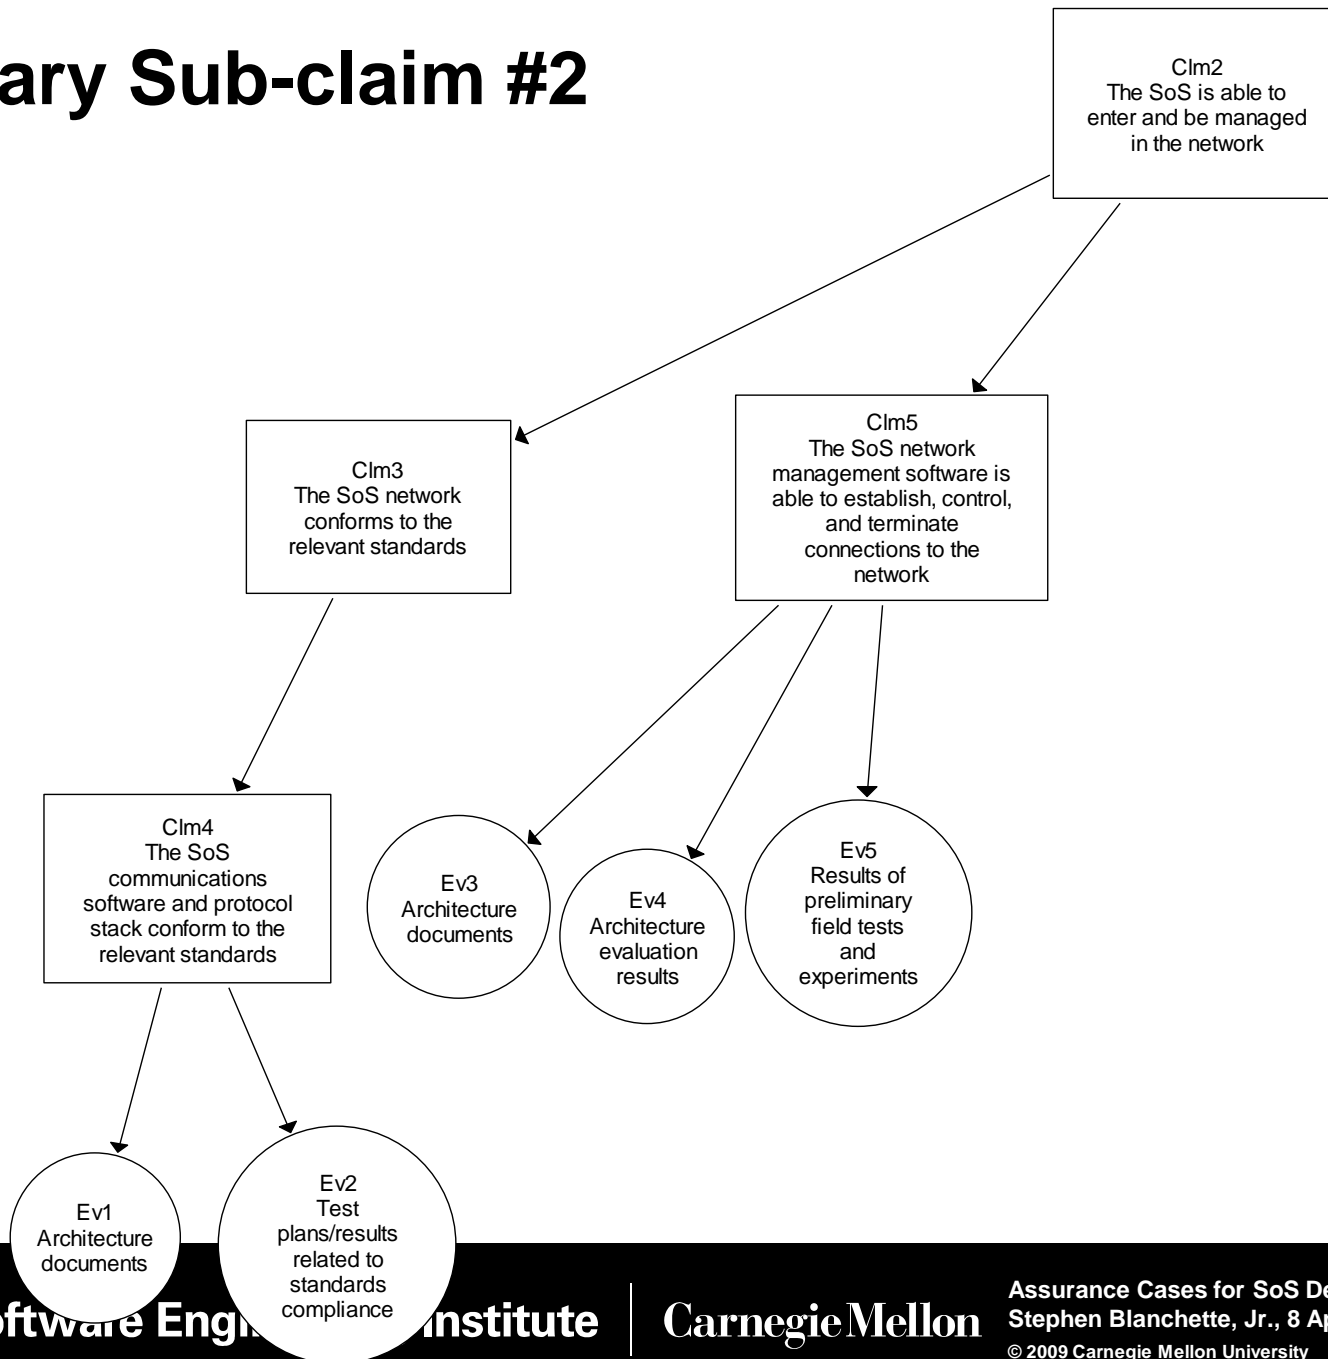 ary Sub-claim #2
Clm2
The SoS is able to
enter and be managed
in the network
Clm3
The SoS network
conforms to the
relevant standards
Clm5
The SoS network
management software is
able to establish, control,
and terminate
connections to the
network
Clm4
The SoS
communications
software and protocol
stack conform to the
relevant standards
Ev3
Architecture
documents
Ev4
Architecture
evaluation
results
Ev5
Results of
preliminary
field tests
and
experiments
Ev1
Architecture
documents
Ev2
Test
plans/results
related to
standards
compliance
oftware Engi nstitute
Carnegie Mellon
Assurance Cases for SoS De
Stephen Blanchette, Jr., 8 Ap
© 2009 Carnegie Mellon University